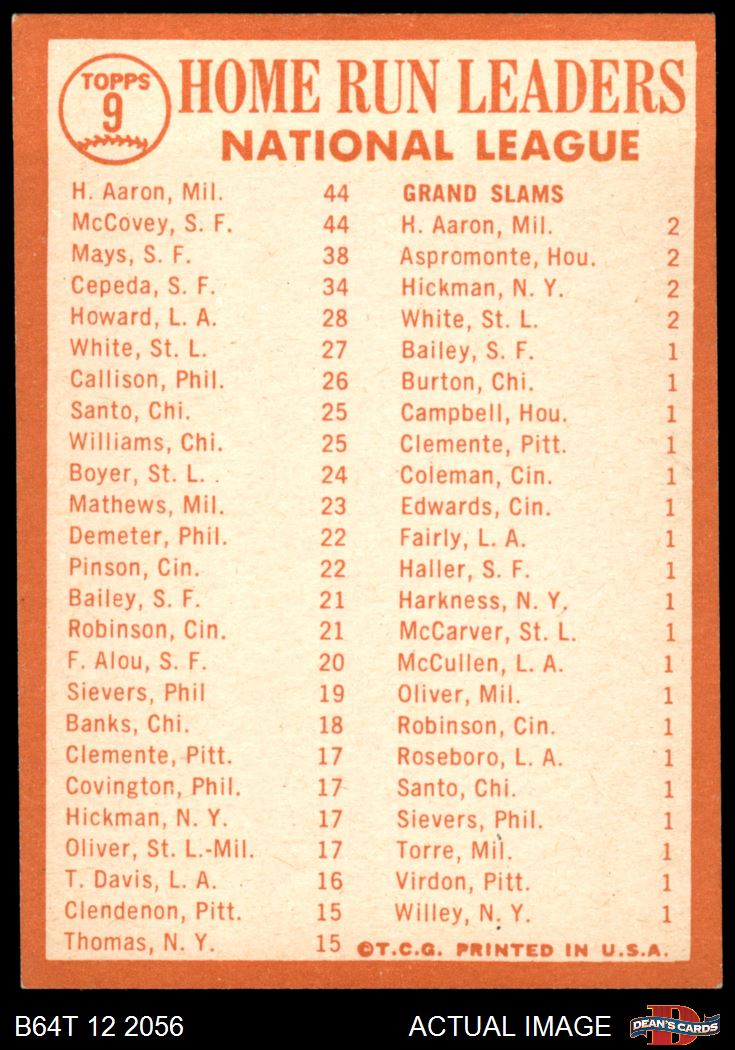 TOPPS
9
HOME RUN LEADERS
NATIONAL LEAGUE
H. Aaron, Mil. 44
McCovey, S. F. 44
Mays, S. F. 38
Cepeda, S. F. 34
Howard, L. A. 28
White, St. L. 27
Callison, Phil. 26
Santo, Chi. 25
Williams, Chi. 25
Boyer, St. L. 24
Mathews, Mil. 23
Demeter, Phil. 22
Pinson, Cin. 22
Bailey, S. F. 21
Robinson, Cin. 21
F. Alou, S. F. 20
Sievers, Phil 19
Banks, Chi. 18
Clemente, Pitt. 17
Covington, Phil. 17
Hickman, N. Y. 17
Oliver, St. L.-Mil. 17
T. Davis, L. A. 16
Clendenon, Pitt. 15
Thomas, N. Y. 15
GRAND SLAMS
H. Aaron, Mil. 2
Aspromonte, Hou. 2
Hickman, N. Y. 2
White, St. L. 2
Bailey, S. F. 1
Burton, Chi. 1
Campbell, Hou. 1
Clemente, Pitt. 1
Coleman, Cin. 1
Edwards, Cin. 1
Fairly, L. A. 1
Haller, S. F. 1
Harkness, N. Y. 1
McCarver, St. L. 1
McCullen, L. A. 1
Oliver, Mil. 1
Robinson, Cin. 1
Roseboro, L. A. 1
Santo, Chi. 1
Sievers, Phil. 1
Torre, Mil. 1
Virdon, Pitt. 1
Willey, N. Y. 1
©T.C.G. PRINTED IN U.S.A.
B64T 12 2056
ACTUAL IMAGE
DEAN'S CARDS